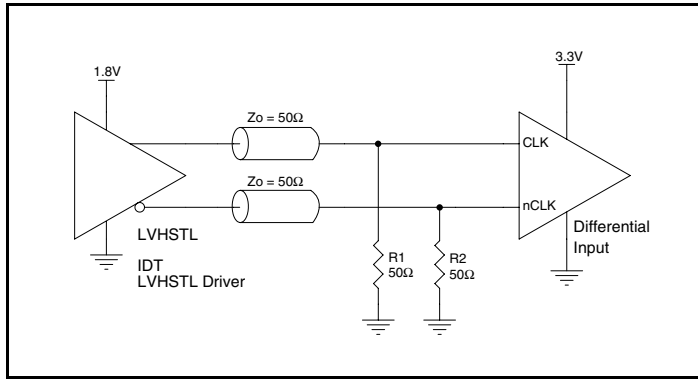 1.8V
3.3V
Zo = 50Ω
CLK
Zo = 50Ω
nCLK
LVHSTL
IDT
LVHSTL Driver
R1
50Ω
R2
50Ω
Differential
Input